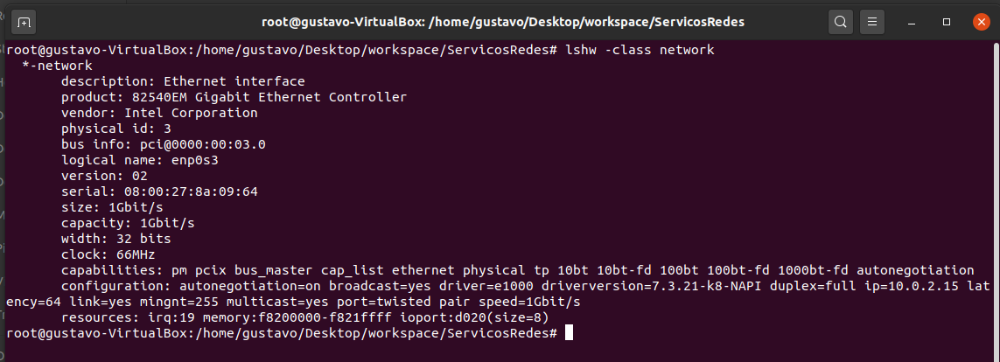 root@gustavo-VirtualBox: /home/gustavo/Desktop/workspace/ServicosRedes
root@gustavo-VirtualBox:/home/gustavo/Desktop/workspace/ServicosRedes# lshw -class network
  *-network
       description: Ethernet interface
       product: 82540EM Gigabit Ethernet Controller
       vendor: Intel Corporation
       physical id: 3
       bus info: pci@0000:00:03.0
       logical name: enp0s3
       version: 02
       serial: 08:00:27:8a:09:64
       size: 1Gbit/s
       capacity: 1Gbit/s
       width: 32 bits
       clock: 66MHz
       capabilities: pm pcix bus_master cap_list ethernet physical tp 10bt 10bt-fd 100bt 100bt-fd 1000bt-fd autonegotiation
       configuration: autonegotiation=on broadcast=yes driver=e1000 driverversion=7.3.21-k8-NAPI duplex=full ip=10.0.2.15 lat
ency=64 link=yes mingnt=255 multicast=yes port=twisted pair speed=1Gbit/s
       resources: irq:19 memory:f8200000-f821ffff ioport:d020(size=8)
root@gustavo-VirtualBox:/home/gustavo/Desktop/workspace/ServicosRedes#